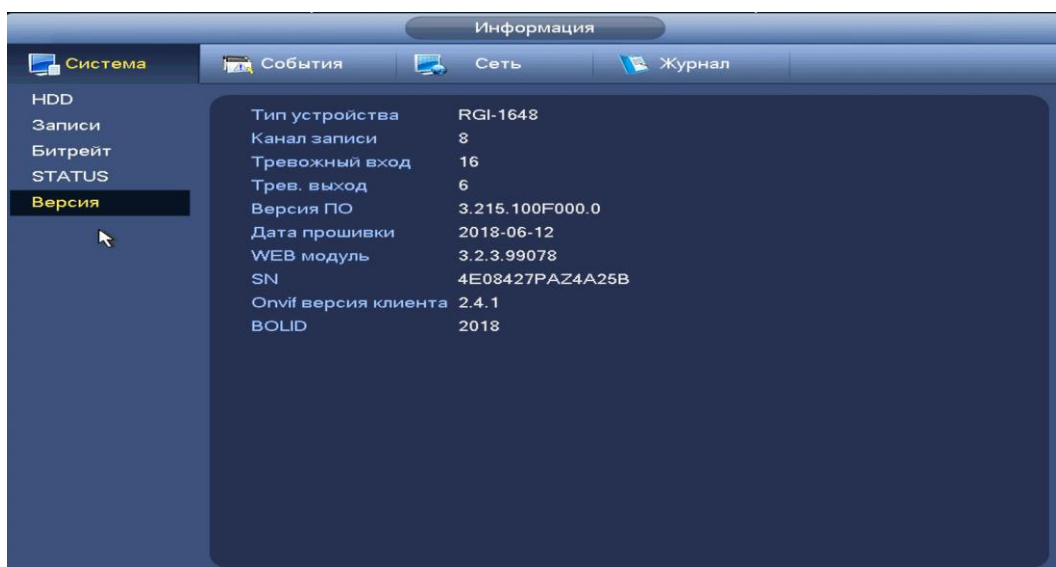 Информация
Система
События
Сеть
Журнал
HDD
Записи
Битрейт
STATUS
Версия
Тип устройства RGI-1648
Канал записи 8
Тревожный вход 16
Трев. выход 6
Версия ПО 3.215.100F000.0
Дата прошивки 2018-06-12
WEB модуль 3.2.3.99078
SN 4E08427PAZ4A25B
Onvif версия клиента 2.4.1
BOLID 2018